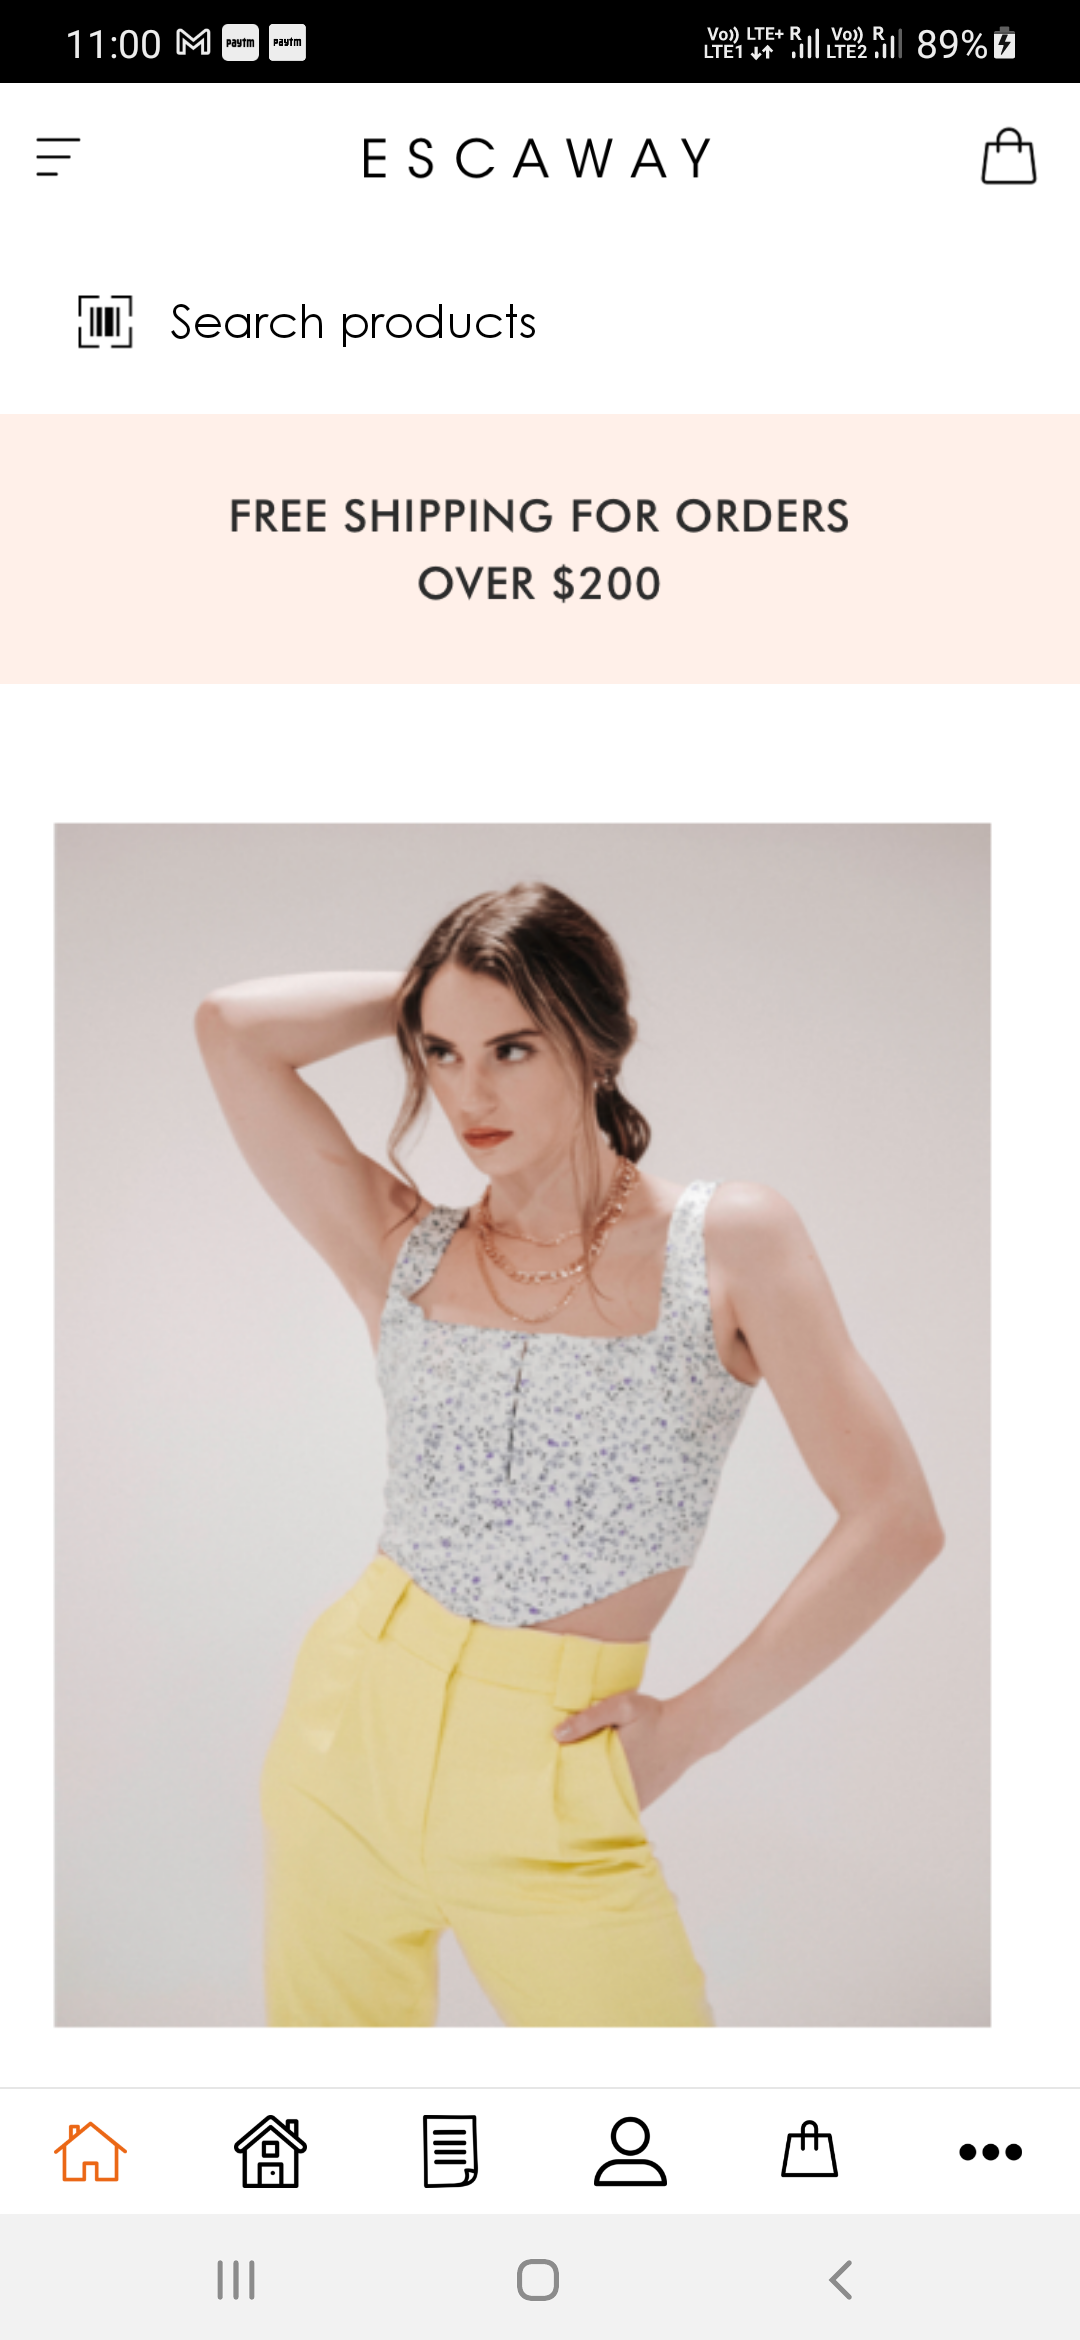 11:00 paytm paytm Vo)) LTE1 LTE+ R Vo)) LTE2 R 89%
ESCAWAY
Search products
FREE SHIPPING FOR ORDERS
OVER $200